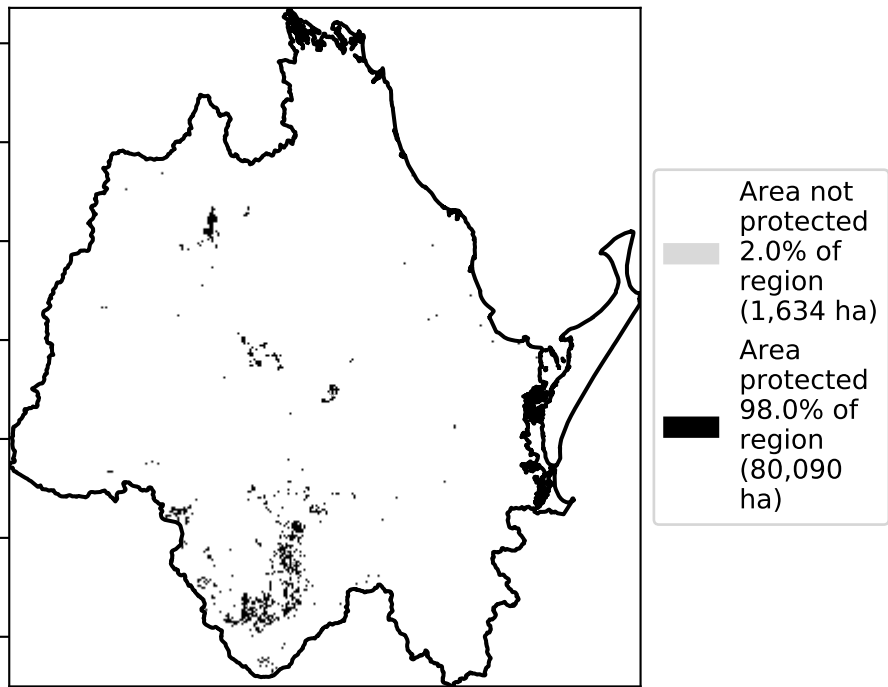 Area not
protected
2.0% of
region
(1,634 ha)
Area
protected
98.0% of
region
(80,090
ha)